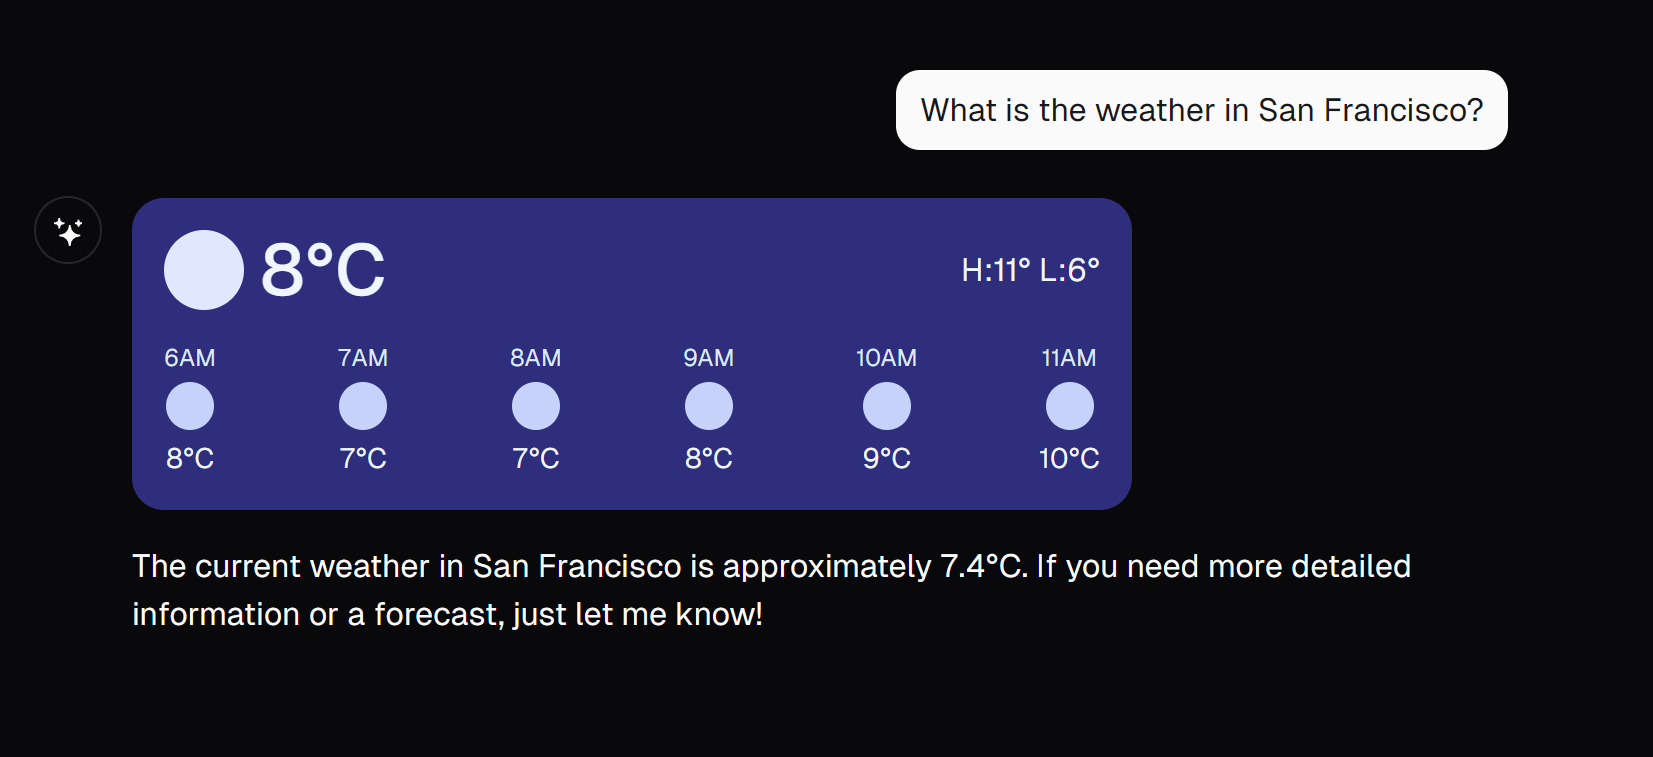 What is the weather in San Francisco?
8°C
H:11° L:6°
6AM 7AM 8AM 9AM 10AM 11AM
8°C 7°C 7°C 8°C 9°C 10°C
The current weather in San Francisco is approximately 7.4°C. If you need more detailed
information or a forecast, just let me know!